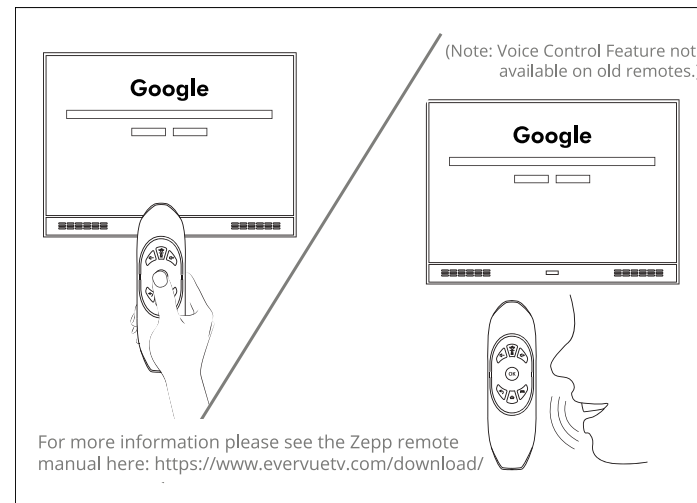 (Note: Voice Control Feature not
available on old remotes.)
Google
Google
OK
For more information please see the Zepp remote
manual here: https://www.evervuetv.com/download/